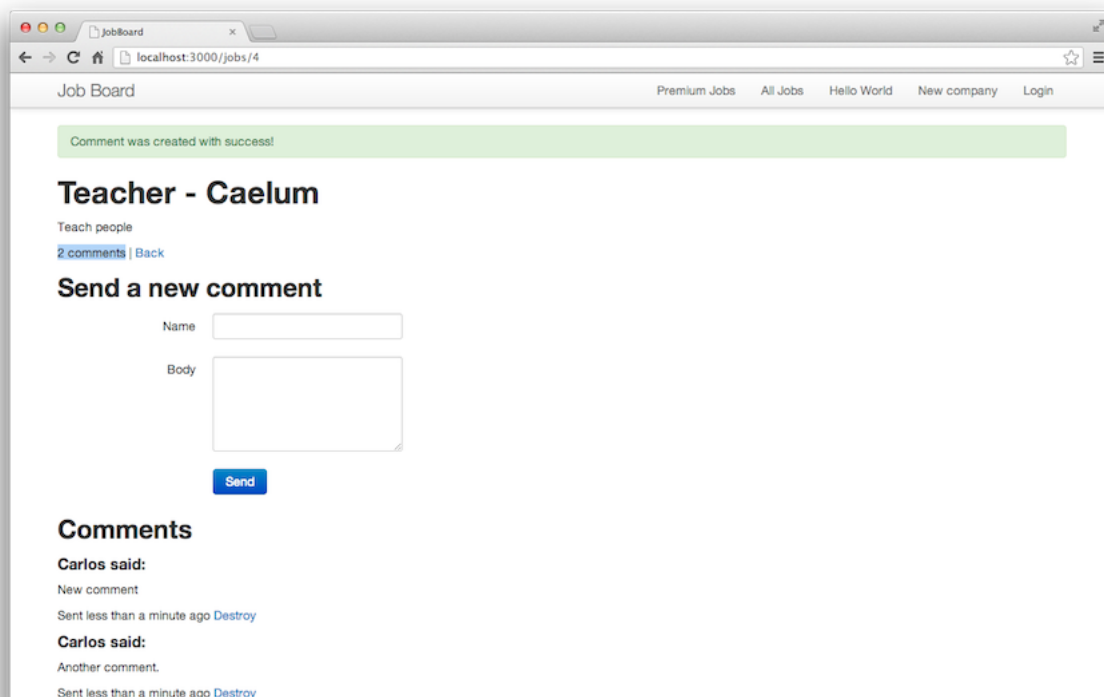 JobBoard
localhost:3000/jobs/4
Job Board Premium Jobs All Jobs Hello World New company Login
Comment was created with success!
Teacher - Caelum
Teach people
2 comments | Back
Send a new comment
Name
Body
Send
Comments
Carlos said:
New comment
Sent less than a minute ago Destroy
Carlos said:
Another comment.
Sent less than a minute ago Destroy